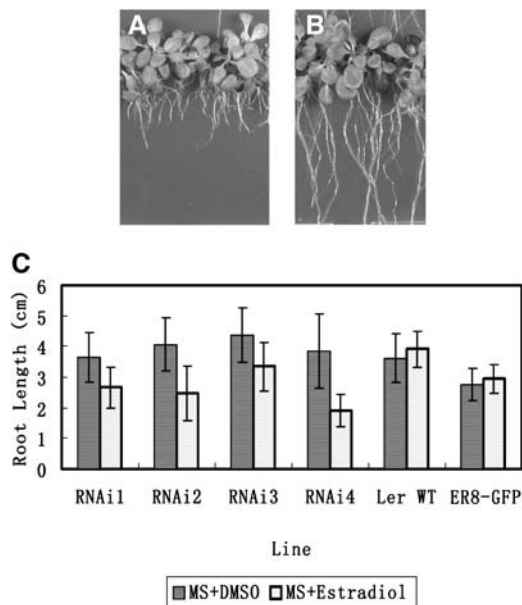 A B
C
Root Length (cm)
6
5
4
3
2
1
0
RNAi1 RNAi2 RNAi3 RNAi4 Ler WT ER8-GFP
Line
MS+DMSO MS+Estradiol